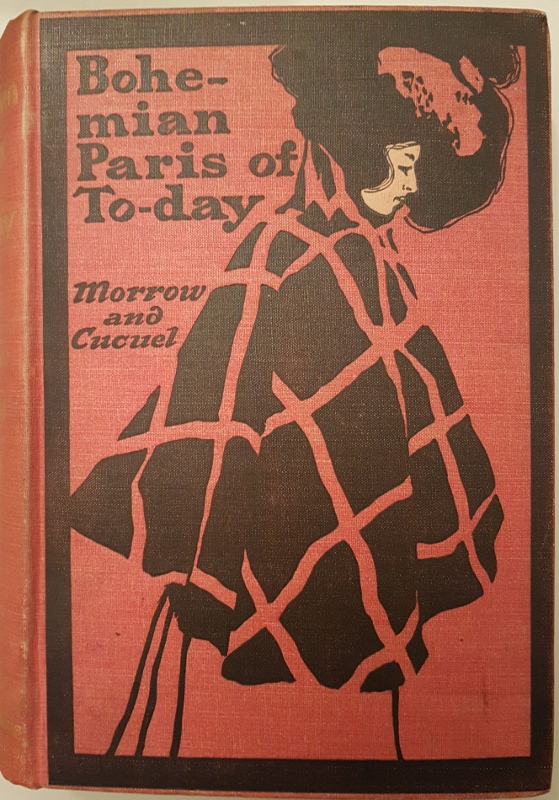 Bohe-
mian
Paris of
To-day
Morrow
and
Cucuel